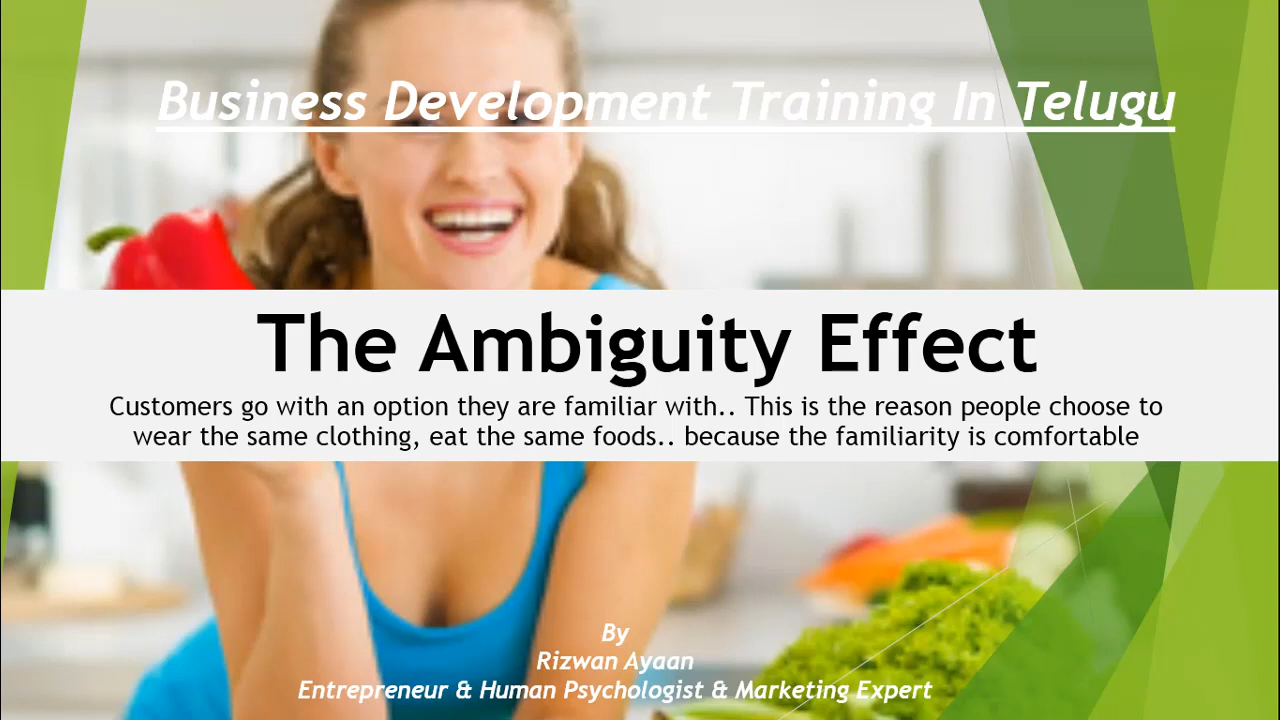 Business Development Training In Telugu
The Ambiguity Effect
Customers go with an option they are familiar with.. This is the reason people choose to
wear the same clothing, eat the same foods.. because the familiarity is comfortable
By
Rizwan Ayaan
Entrepreneur & Human Psychologist & Marketing Expert